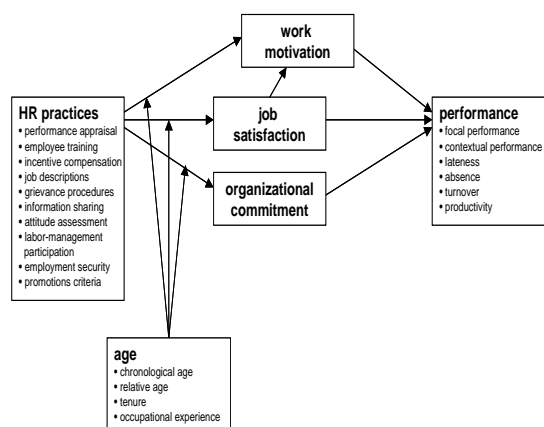 work
motivation
HR practices
• performance appraisal
• employee training
• incentive compensation
• job descriptions
• grievance procedures
• information sharing
• attitude assessment
• labor-management
participation
• employment security
• promotions criteria
job
satisfaction
organizational
commitment
performance
• focal performance
• contextual performance
• lateness
• absence
• turnover
• productivity
age
• chronological age
• relative age
• tenure
• occupational experience